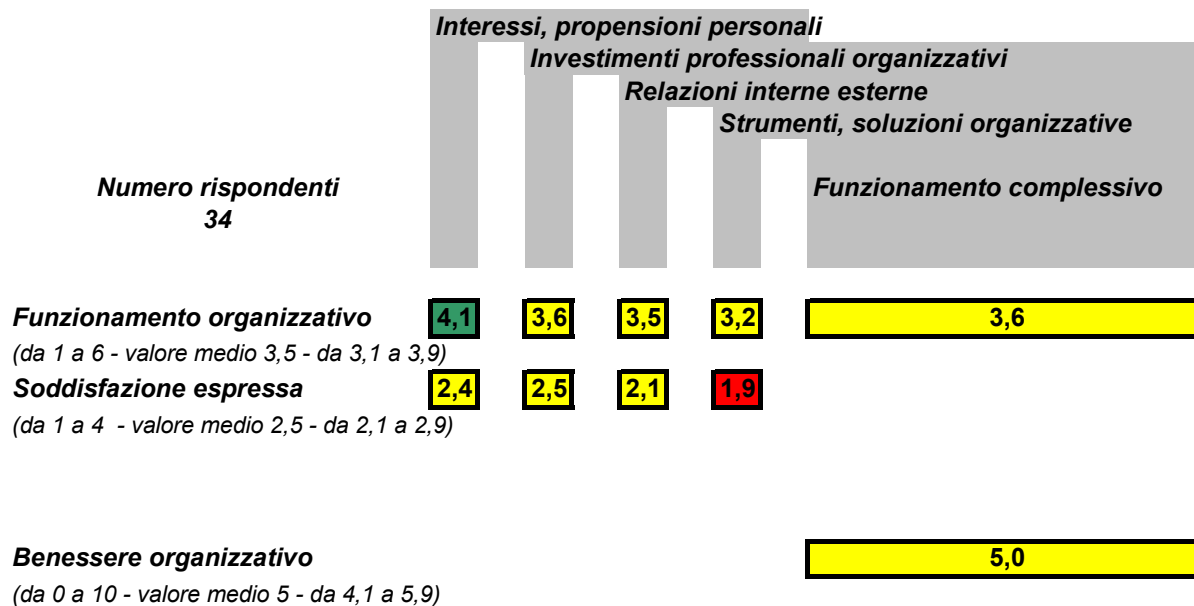 Interessi, propensioni personali
Investimenti professionali organizzativi
Relazioni interne esterne
Strumenti, soluzioni organizzative
Numero rispondenti
34
Funzionamento complessivo
Funzionamento organizzativo 4,1 3,6 3,5 3,2 3,6
(da 1 a 6 - valore medio 3,5 - da 3,1 a 3,9)
Soddisfazione espressa 2,4 2,5 2,1 1,9
(da 1 a 4 - valore medio 2,5 - da 2,1 a 2,9)
Benessere organizzativo 5,0
(da 0 a 10 - valore medio 5 - da 4,1 a 5,9)